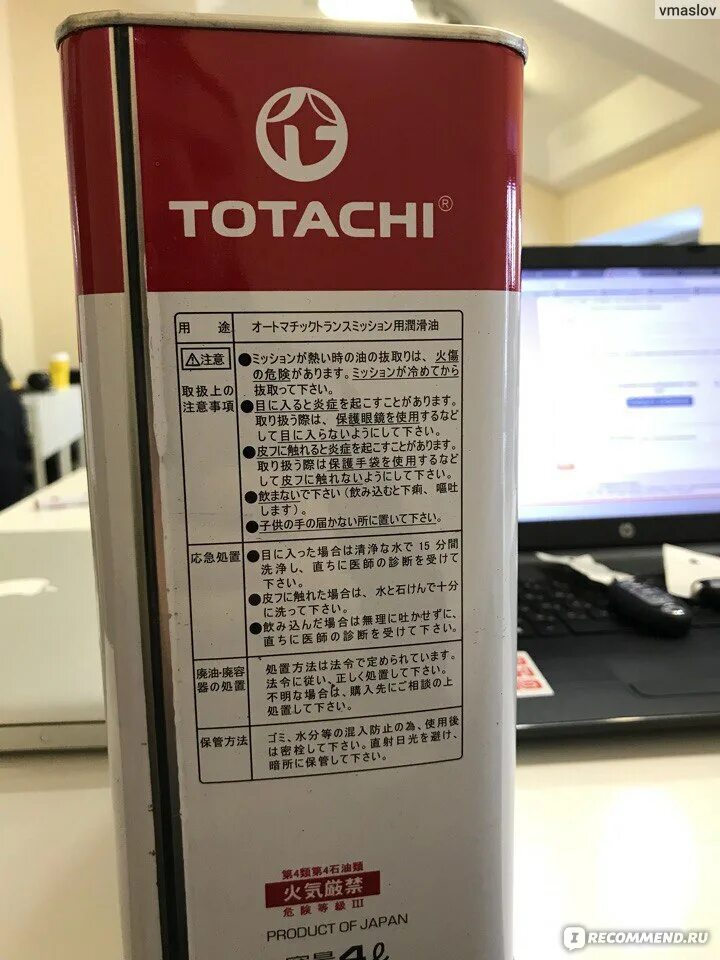 vmaslov
TOTACHI®
用 途 オートマチックトランスミッション用潤滑油
⚠注意
取扱上の
注意事項
●ミッションが熱い時の油の抜取りは、火傷
の危険があります。ミッションが冷めてから
抜取って下さい。
●目に入ると炎症を起こすことがあります。
取り扱う際は、保護眼鏡を使用するなど
して目に入らないようにして下さい。
●皮フに触れると炎症を起こすことがあります。
取り扱う際は保護手袋を使用するなど
して皮フに触れないようにして下さい。
●飲まないで下さい(飲み込むと下痢、嘔吐
します)。
●子供の手の届かない所に置いて下さい。
応急処置
●目に入った場合は清浄な水で15分間
洗浄し、直ちに医師の診断を受けて
下さい。
●皮フに触れた場合は、水と石けんで十分
に洗って下さい。
●飲み込んだ場合は無理に吐かせずに、
直ちに医師の診断を受けて下さい。
廃油・廃容
器の処置
処置方法は法令で定められています。
法令に従い、正しく処置して下さい。
不明な場合は、購入先にご相談の上
処置して下さい。
保管方法
ゴミ、水分等の混入防止の為、使用後
は密栓して下さい。直射日光を避け、
暗所に保管して下さい。
第4類第4石油類
火気厳禁
危険等級III
PRODUCT OF JAPAN
容量4ℓ
hp
IRECOMMEND.RU